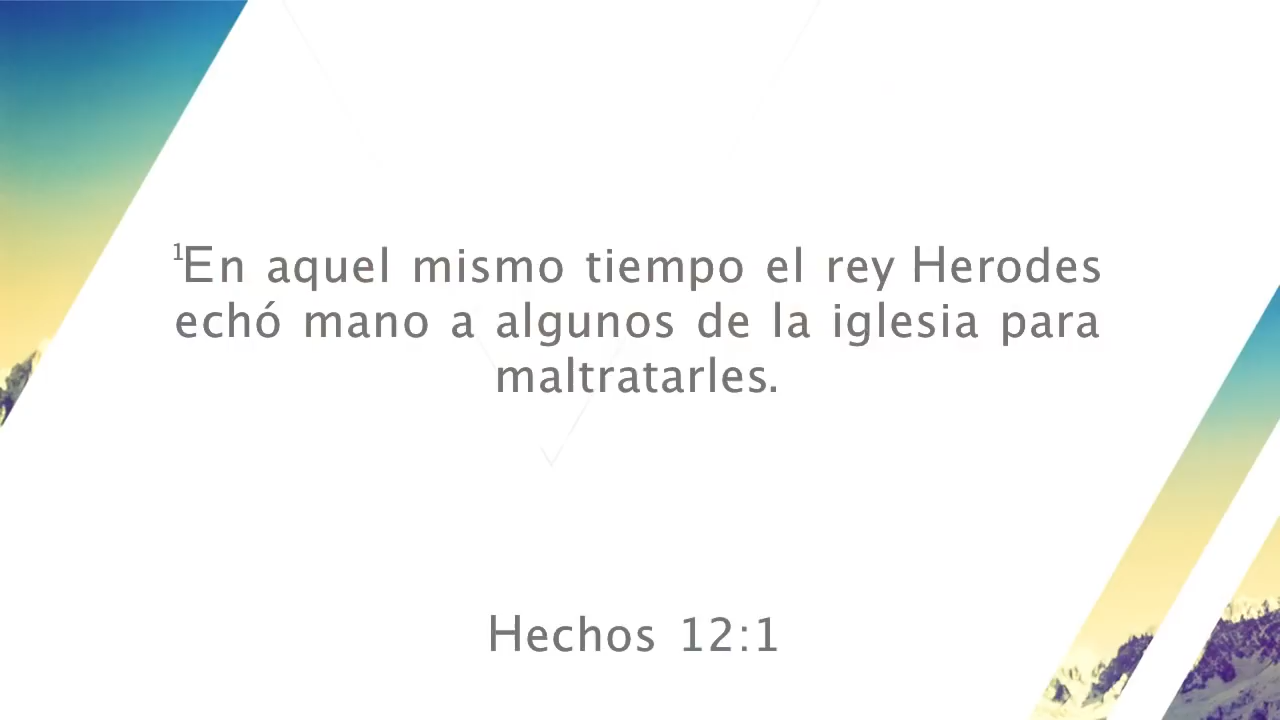 ¹En aquel mismo tiempo el rey Herodes
echó mano a algunos de la iglesia para
maltratarles.
Hechos 12:1